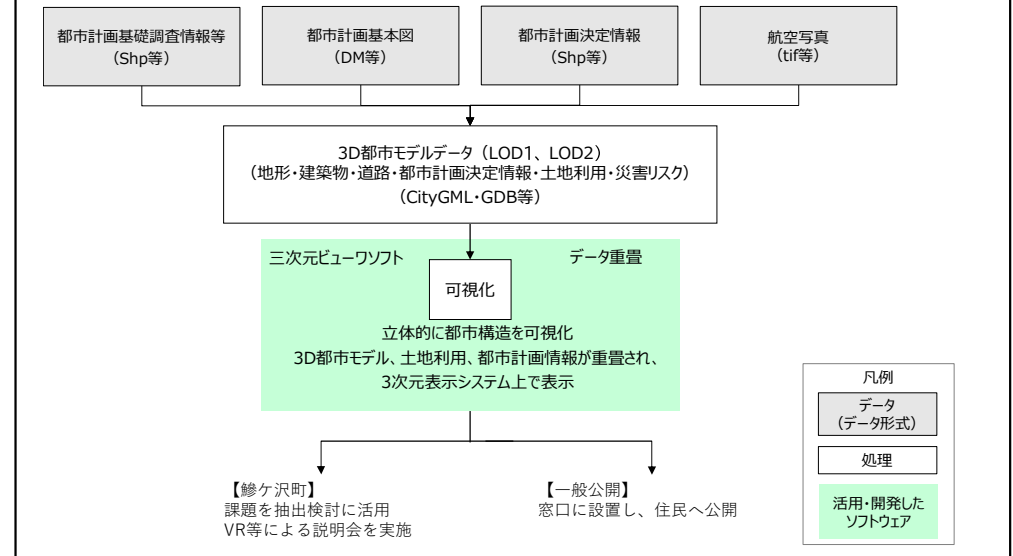 都市計画基礎調査情報等
（Shp等）
都市計画基本図
（DM等）
都市計画決定情報
（Shp等）
航空写真
（tif等）
3D都市モデルデータ（LOD1、LOD2）
（地形・建築物・道路・都市計画決定情報・土地利用・災害リスク）
（CityGML・GDB等）
三次元ビューワソフト
データ重畳
可視化
立体的に都市構造を可視化
3D都市モデル、土地利用、都市計画情報が重畳され、
3次元表示システム上で表示
【鰺ケ沢町】
課題を抽出検討に活用
VR等による説明会を実施
【一般公開】
窓口に設置し、住民へ公開
凡例
データ
（データ形式）
処理
活用・開発した
ソフトウェア